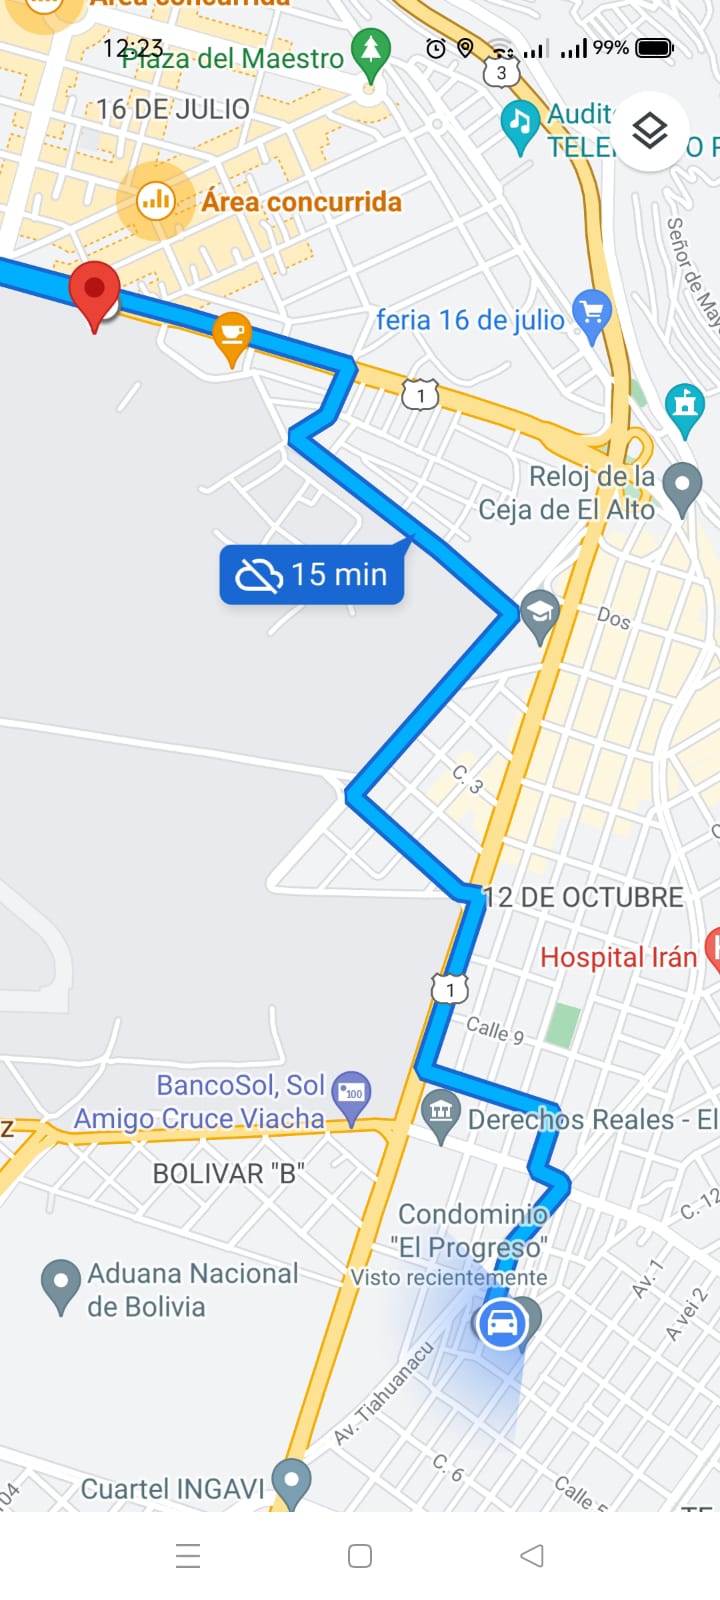 Área concurrida
12:23
99%
Plaza del Maestro
3
16 DE JULIO
Audit
TELE
O F
Área concurrida
Señor de May
feria 16 de julio
1
Reloj de la
Ceja de El Alto
15 min
Dos
C. 3
12 DE OCTUBRE
Hospital Irán
1
Calle 9
BancoSol, Sol
Amigo Cruce Viacha
100
Derechos Reales - El
Z
BOLIVAR "B"
C. 12
Condominio
"El Progreso"
Visto recientemente
Aduana Nacional
de Bolivia
Av. 1
A vei 2
Av. Tiahuanacu
C. 6
Cuartel INGAVI
Calle 5
04